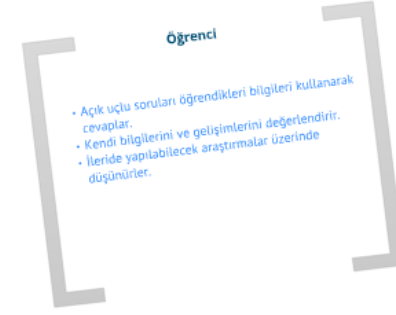 Öğrenci
• Açık uçlu soruları öğrendikleri bilgileri kullanarak
cevaplar.
• Kendi bilgilerini ve gelişimlerini değerlendirir.
• İleride yapılabilecek araştırmalar üzerinde
düşünürler.